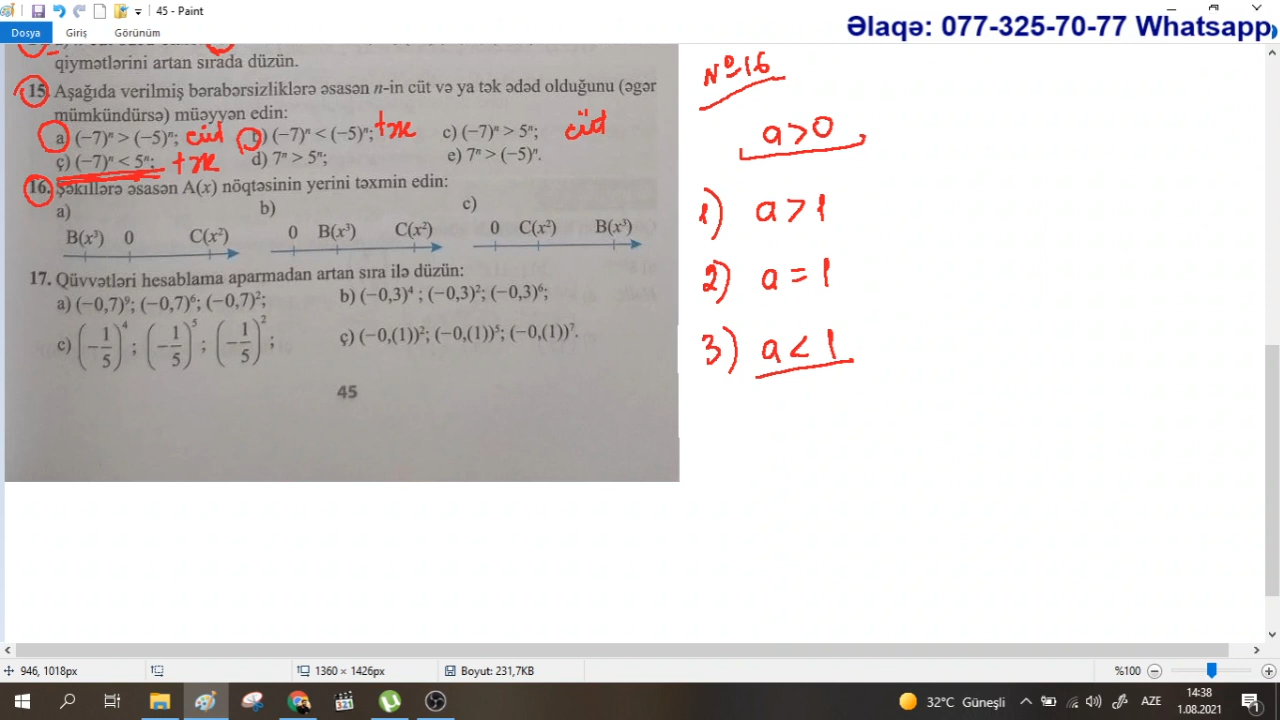 45 - Paint
Əlaqə: 077-325-70-77 Whatsapp
Dosya Giriş Görünüm
qiymətlərini artan sırada düzün.
15. Aşağıda verilmiş bərabərsizliklərə əsasən n-in cüt və ya tək ədəd olduğunu (əgər
mümkündürsə) müəyyən edin:
a) (−7)ⁿ > (−5)ⁿ; cüt b) (−7)ⁿ < (−5)ⁿ; tək c) (−7)ⁿ > 5ⁿ; cüt
ç) (−7)ⁿ < 5ⁿ; tək d) 7ⁿ > 5ⁿ; e) 7ⁿ > (−5)ⁿ.
16. Şəkillərə əsasən A(x) nöqtəsinin yerini təxmin edin:
a) b) c)
B(x³) 0 C(x²) 0 B(x³) C(x²) 0 C(x²) B(x³)
17. Qüvvətləri hesablama aparmadan artan sıra ilə düzün:
a) (−0,7)⁹; (−0,7)⁶; (−0,7)²; b) (−0,3)⁴ ; (−0,3)²; (−0,3)⁶;
c) (−1/5)⁴ ; (−1/5)⁵ ; (−1/5)² ; ç) (−0,(1))²; (−0,(1))⁵; (−0,(1))⁷.
45
№16
a > 0
1) a > 1
2) a = 1
3) a < 1
946, 1018px 1360 × 1426px Boyut: 231,7KB %100
32°C Güneşli AZE 14:38
1.08.2021